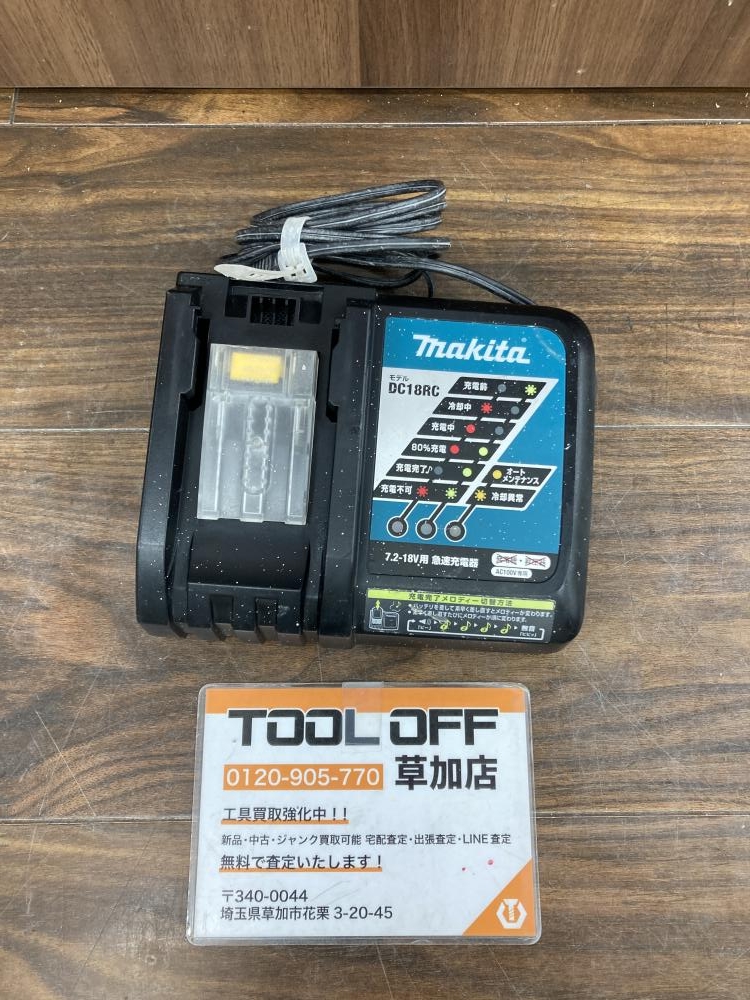 makita
モデル
DC18RC
充電前
冷却中
充電中
80%充電
充電完了♪
オート
メンテナンス
充電不可
冷却異常
7.2-18V用 急速充電器
AC100V専用
充電完了メロディー切替方法
TOOL OFF
0120-905-770 草加店
工具買取強化中!!
新品・中古・ジャンク買取可能 宅配査定・出張査定・LINE査定
無料で査定いたします!
〒340-0044
埼玉県草加市花栗 3-20-45